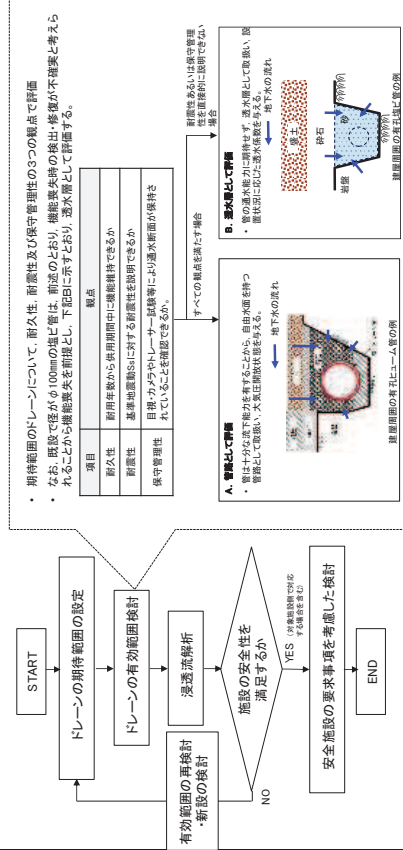 START
ドレーンの期待範囲の設定
ドレーンの有効範囲検討
浸透流解析
施設の安全性を
満足するか
NO
有効範囲の再検討
・新設の検討
YES (対象施設側で対応
する場合を含む)
安全施設の要求事項を考慮した検討
END
・ 期待範囲のドレーンについて、耐久性、耐震性及び保守管理性の3つの観点で評価
・ なお、既設で径がφ100mmの塩ビ管は、前述のとおり、機能喪失時の検出・修復が不確実と考えら
れることから機能喪失を前提とし、下記Bに示すとおり、透水層として評価する。
項目 観点
耐久性 耐用年数から供用期間中に機能維持できるか
耐震性 基準地震動Ssに対する耐震性を説明できるか
保守管理性 目視・カメラやトレーサー試験等により通水断面が保持さ
れていることを確認できるか。
すべての観点を満たす場合
耐震性あるいは保守管理
性を直接的に説明できない
場合
A. 管路として評価
・ 管は十分な流下能力を有することから、自由水面を持つ
管路として取扱い、大気圧開放状態を与える。
地下水の流れ
建屋周囲の有孔ヒューム管の例
B. 透水層として評価
・ 管の通水能力に期待せず、透水層として取扱い、設
置状況に応じた透水係数を与える。
地下水の流れ
盛土
砕石
砂
岩盤
建屋周囲の有孔塩ビ管の例